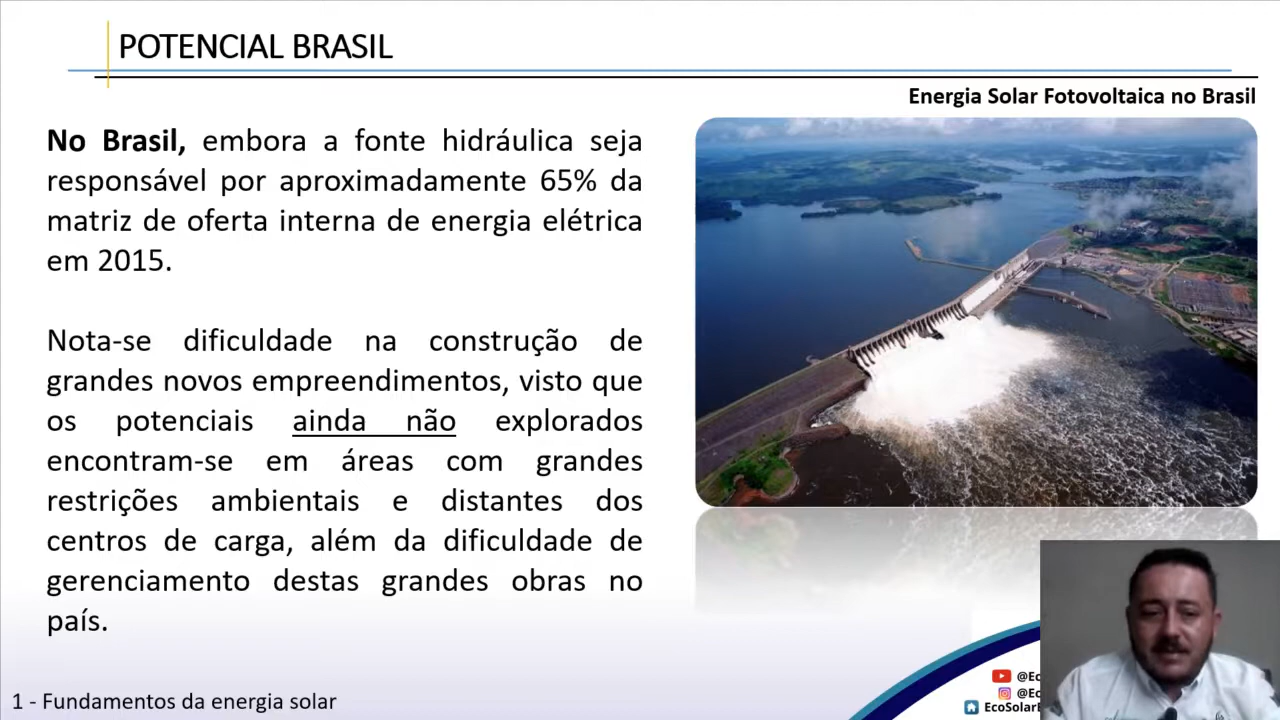 POTENCIAL BRASIL
Energia Solar Fotovoltaica no Brasil
No Brasil, embora a fonte hidráulica seja
responsável por aproximadamente 65% da
matriz de oferta interna de energia elétrica
em 2015.
Nota-se dificuldade na construção de
grandes novos empreendimentos, visto que
os potenciais ainda não explorados
encontram-se em áreas com grandes
restrições ambientais e distantes dos
centros de carga, além da dificuldade de
gerenciamento destas grandes obras no
país.
1 - Fundamentos da energia solar